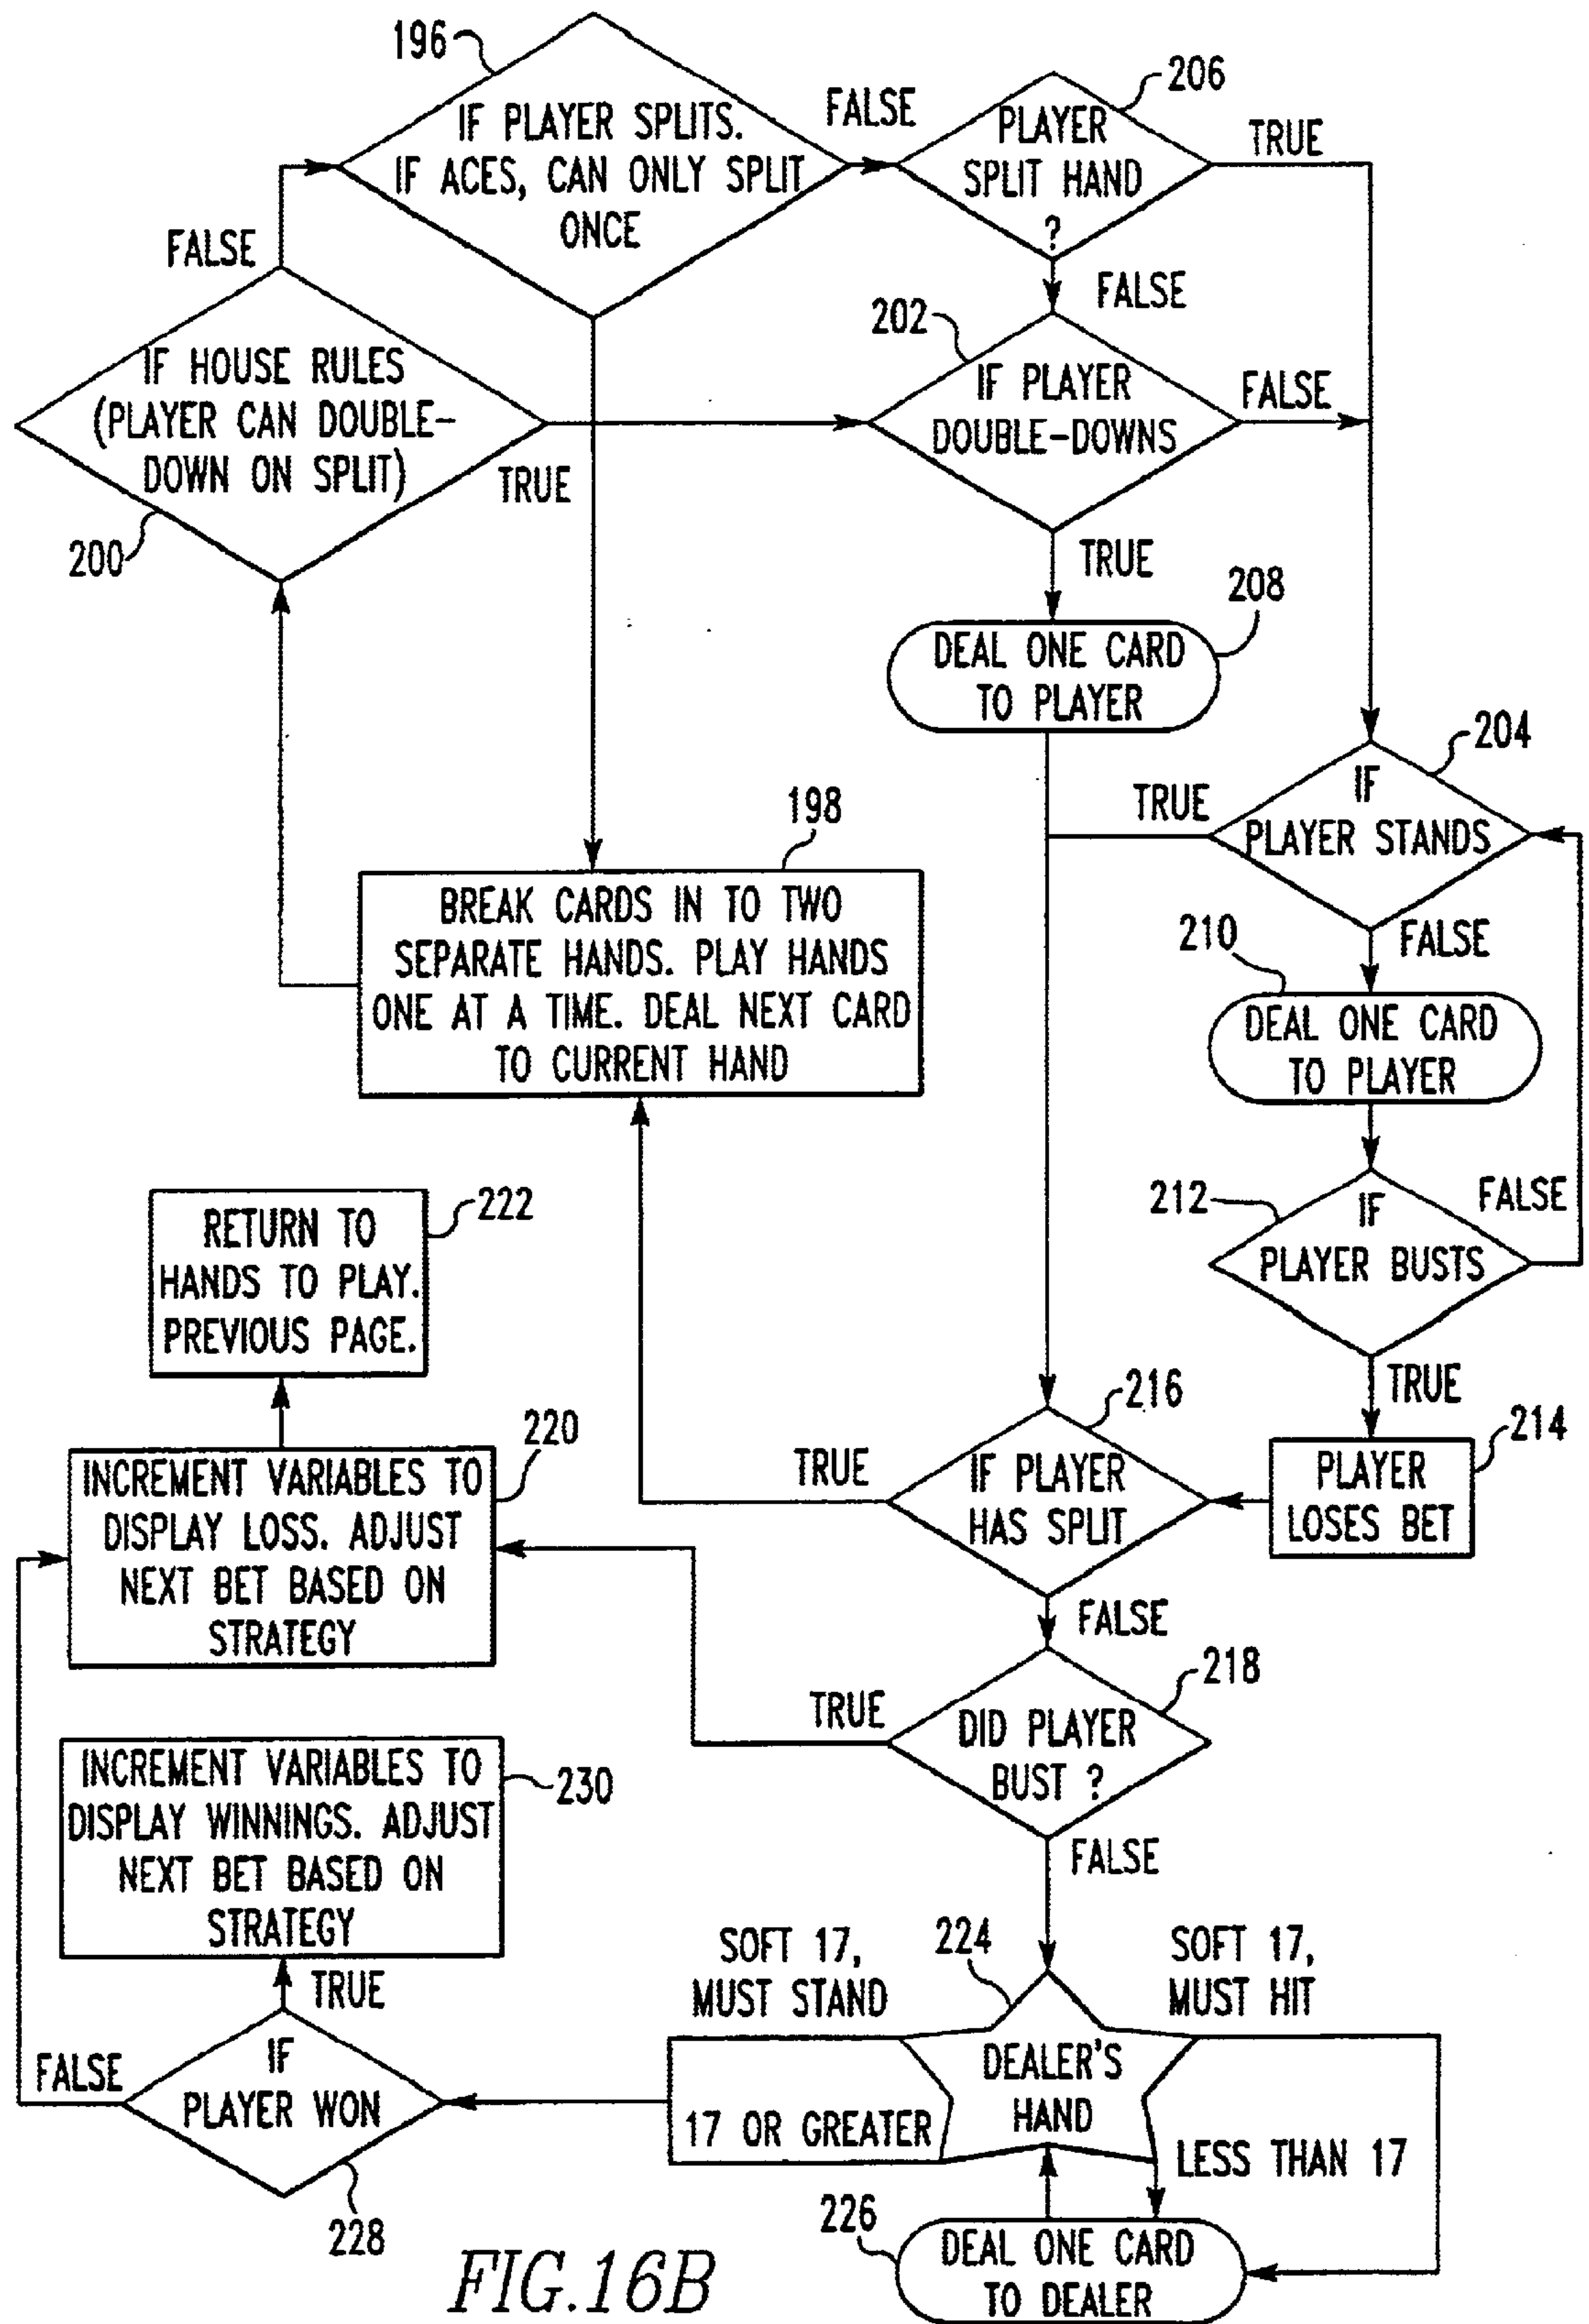 196
IF PLAYER SPLITS.
IF ACES, CAN ONLY SPLIT
ONCE
FALSE
206
PLAYER
SPLIT HAND
?
TRUE
FALSE
FALSE
IF HOUSE RULES
(PLAYER CAN DOUBLE-
DOWN ON SPLIT)
TRUE
200
202
IF PLAYER
DOUBLE-DOWNS
FALSE
TRUE
208
DEAL ONE CARD
TO PLAYER
204
IF
PLAYER STANDS
TRUE
FALSE
198
BREAK CARDS IN TO TWO
SEPARATE HANDS. PLAY HANDS
ONE AT A TIME. DEAL NEXT CARD
TO CURRENT HAND
210
DEAL ONE CARD
TO PLAYER
212
IF
PLAYER BUSTS
FALSE
TRUE
222
RETURN TO
HANDS TO PLAY.
PREVIOUS PAGE.
216
IF PLAYER
HAS SPLIT
TRUE
FALSE
214
PLAYER
LOSES BET
220
INCREMENT VARIABLES TO
DISPLAY LOSS. ADJUST
NEXT BET BASED ON
STRATEGY
218
DID PLAYER
BUST ?
TRUE
FALSE
230
INCREMENT VARIABLES TO
DISPLAY WINNINGS. ADJUST
NEXT BET BASED ON
STRATEGY
TRUE
IF
PLAYER WON
FALSE
228
SOFT 17,
MUST STAND
224
SOFT 17,
MUST HIT
DEALER'S
HAND
17 OR GREATER
LESS THAN 17
226
DEAL ONE CARD
TO DEALER
FIG.16B